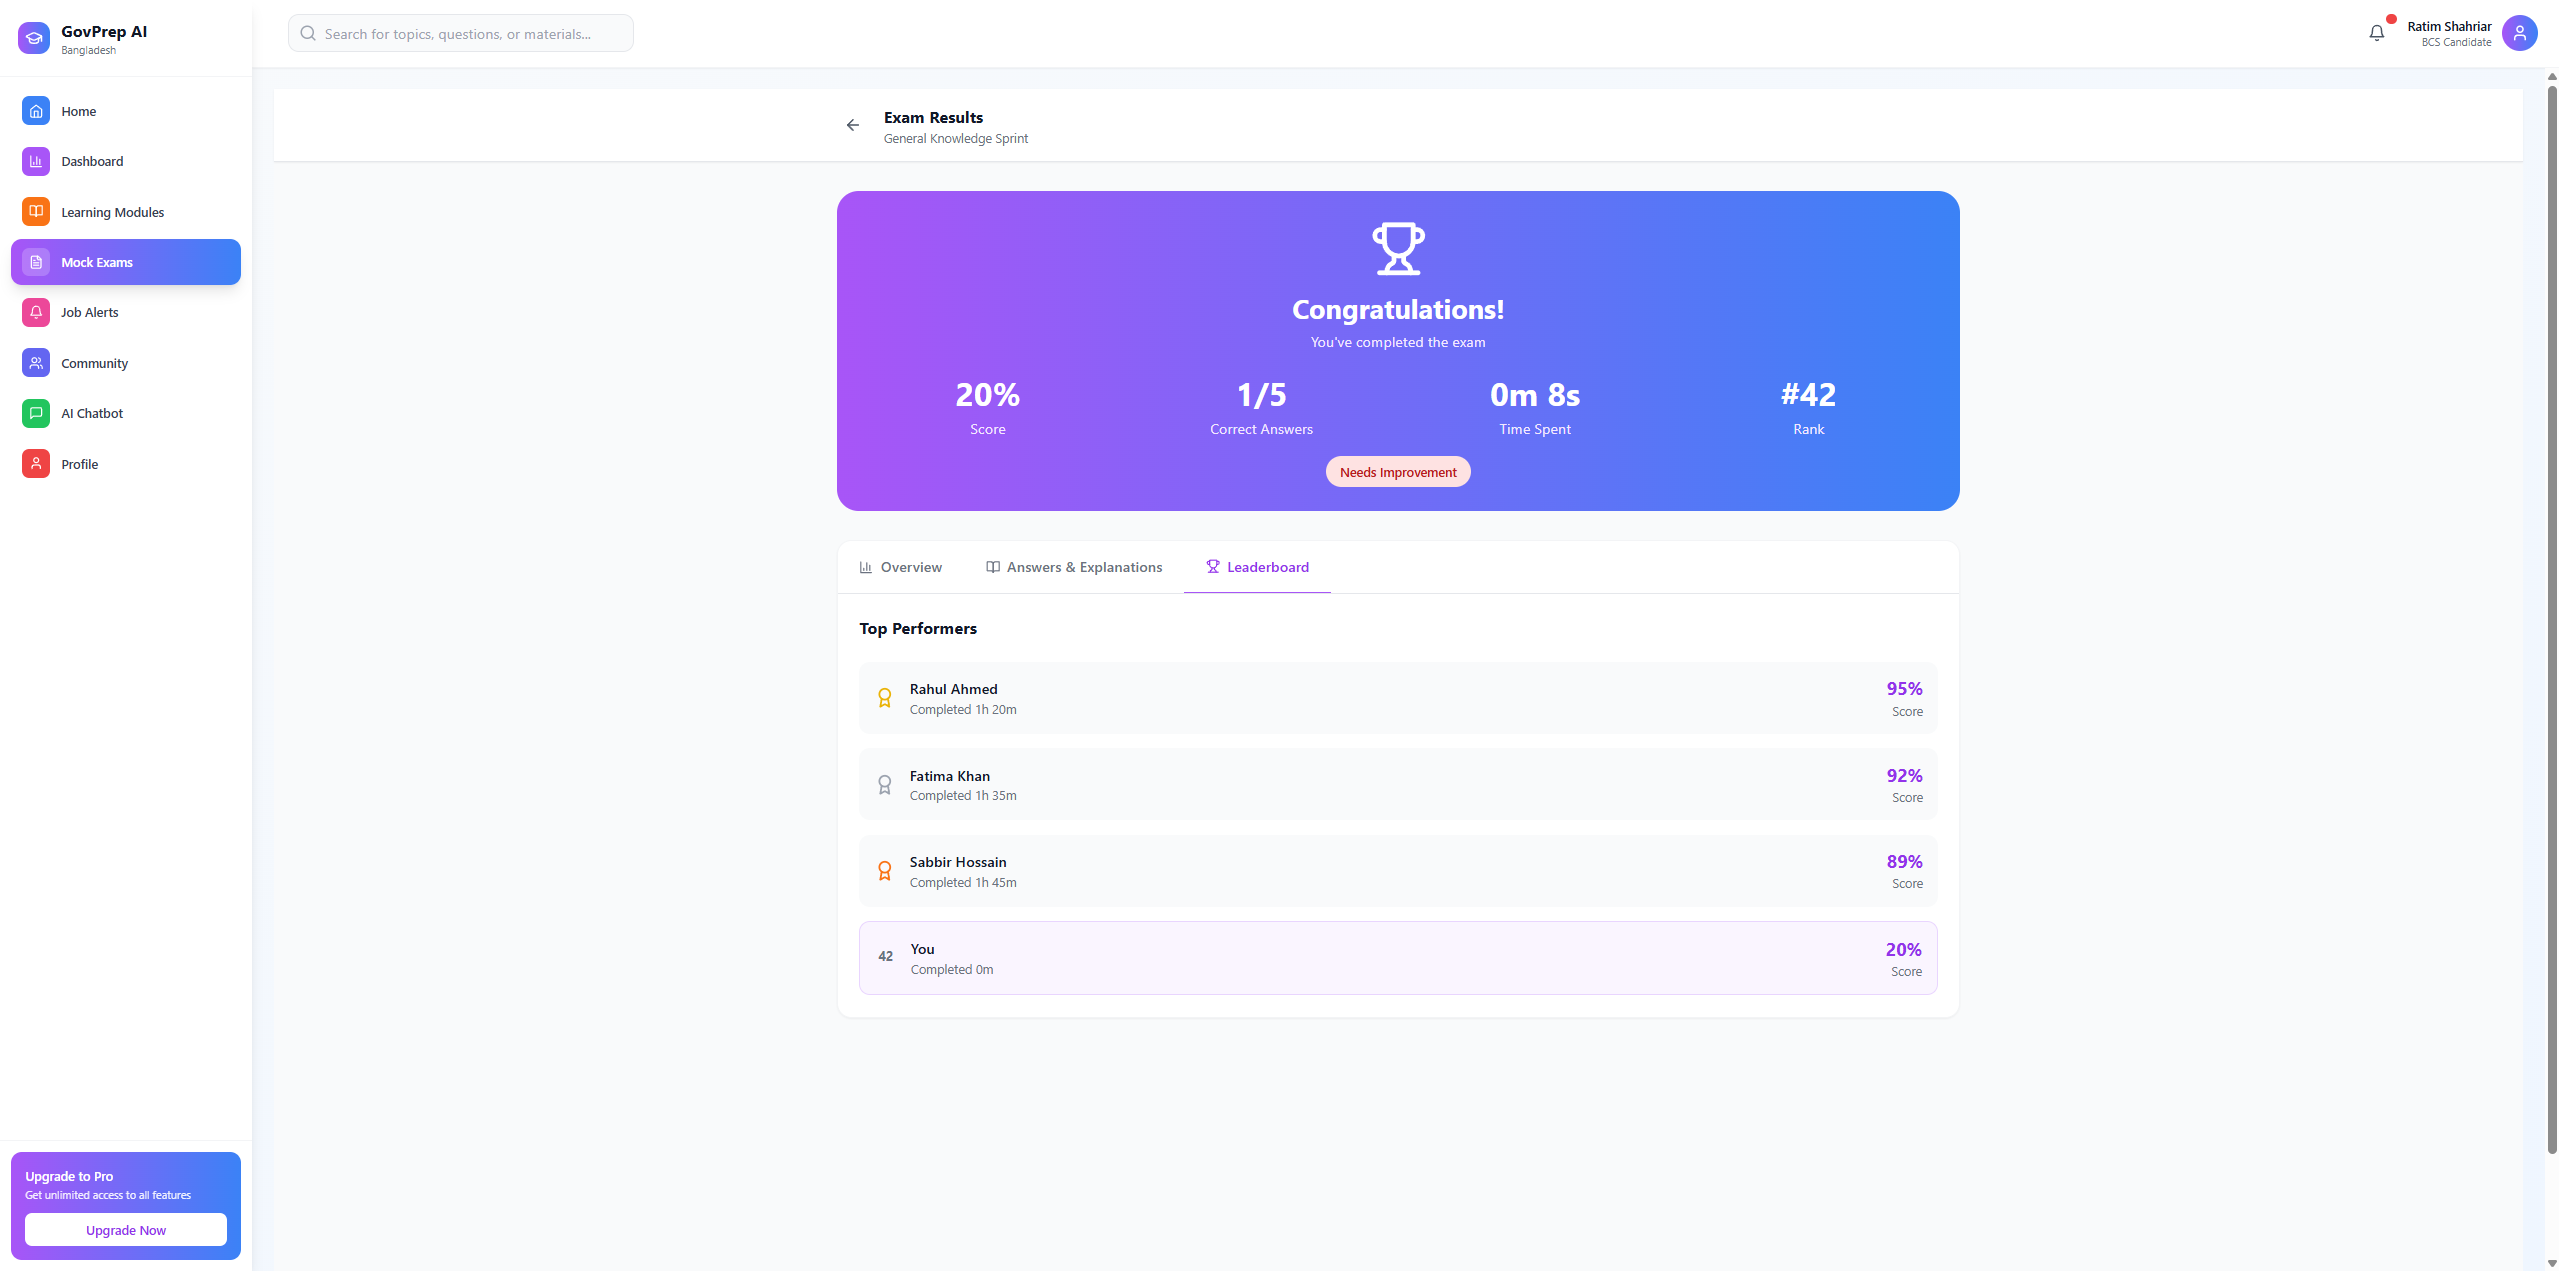 GovPrep AI
Bangladesh
Search for topics, questions, or materials...
Ratim Shahriar
BCS Candidate
Home
Dashboard
Learning Modules
Mock Exams
Job Alerts
Community
AI Chatbot
Profile
Upgrade to Pro
Get unlimited access to all features
Upgrade Now
Exam Results
General Knowledge Sprint
Congratulations!
You've completed the exam
20% 1/5 0m 8s #42
Score Correct Answers Time Spent Rank
Needs Improvement
Overview Answers & Explanations Leaderboard
Top Performers
Rahul Ahmed 95%
Completed 1h 20m Score
Fatima Khan 92%
Completed 1h 35m Score
Sabbir Hossain 89%
Completed 1h 45m Score
42 You 20%
Completed 0m Score